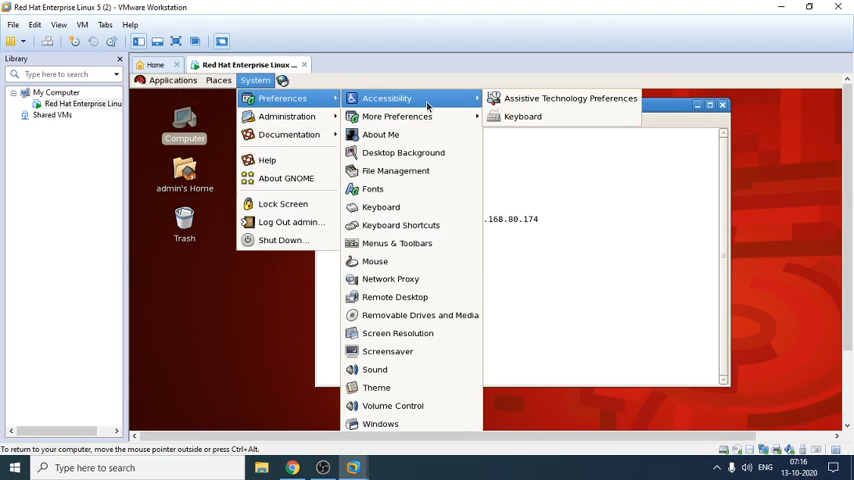 Red Hat Enterprise Linux 5 (2) - VMware Workstation
File Edit View VM Tabs Help
Library
Type here to search
My Computer
Red Hat Enterprise Linu
Shared VMs
Home
Red Hat Enterprise Linux ...
Applications Places System
Computer
admin's Home
Trash
Preferences
Administration
Documentation
Help
About GNOME
Lock Screen
Log Out admin...
Shut Down...
Accessibility
More Preferences
About Me
Desktop Background
File Management
Fonts
Keyboard
Keyboard Shortcuts
Menus & Toolbars
Mouse
Network Proxy
Remote Desktop
Removable Drives and Media
Screen Resolution
Screensaver
Sound
Theme
Volume Control
Windows
Assistive Technology Preferences
Keyboard
.168.80.174
To return to your computer, move the mouse pointer outside or press Ctrl+Alt.
Type here to search
ENG
07:16
13-10-2020